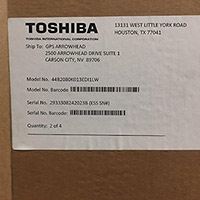 TOSHIBA
TOSHIBA INTERNATIONAL CORPORATION
13131 WEST LITTLE YORK ROAD
HOUSTON, TX 77041
Ship To: GPS ARROWHEAD
2500 ARROWHEAD DRIVE SUITE 1
CARSON CITY, NV 89706
Model No.
Model No. Barcode:
Serial No.
Serial No. Barcode:
Quantity: 2 of 4